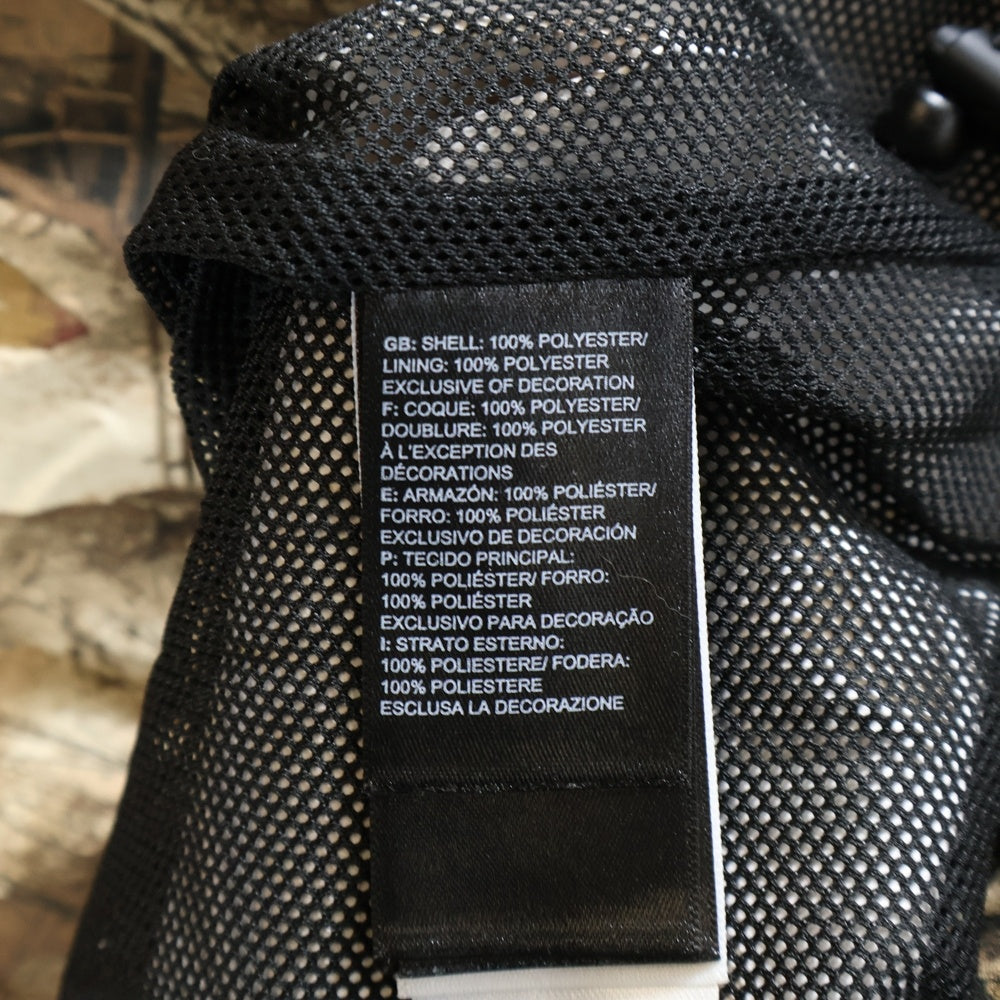 GB: SHELL: 100% POLYESTER/
LINING: 100% POLYESTER
EXCLUSIVE OF DECORATION
F: COQUE: 100% POLYESTER/
DOUBLURE: 100% POLYESTER
À L'EXCEPTION DES
DÉCORATIONS
E: ARMAZÓN: 100% POLIÉSTER/
FORRO: 100% POLIÉSTER
EXCLUSIVO DE DECORACIÓN
P: TECIDO PRINCIPAL:
100% POLIÉSTER/ FORRO:
100% POLIÉSTER
EXCLUSIVO PARA DECORAÇÃO
I: STRATO ESTERNO:
100% POLIESTERE/ FODERA:
100% POLIESTERE
ESCLUSA LA DECORAZIONE